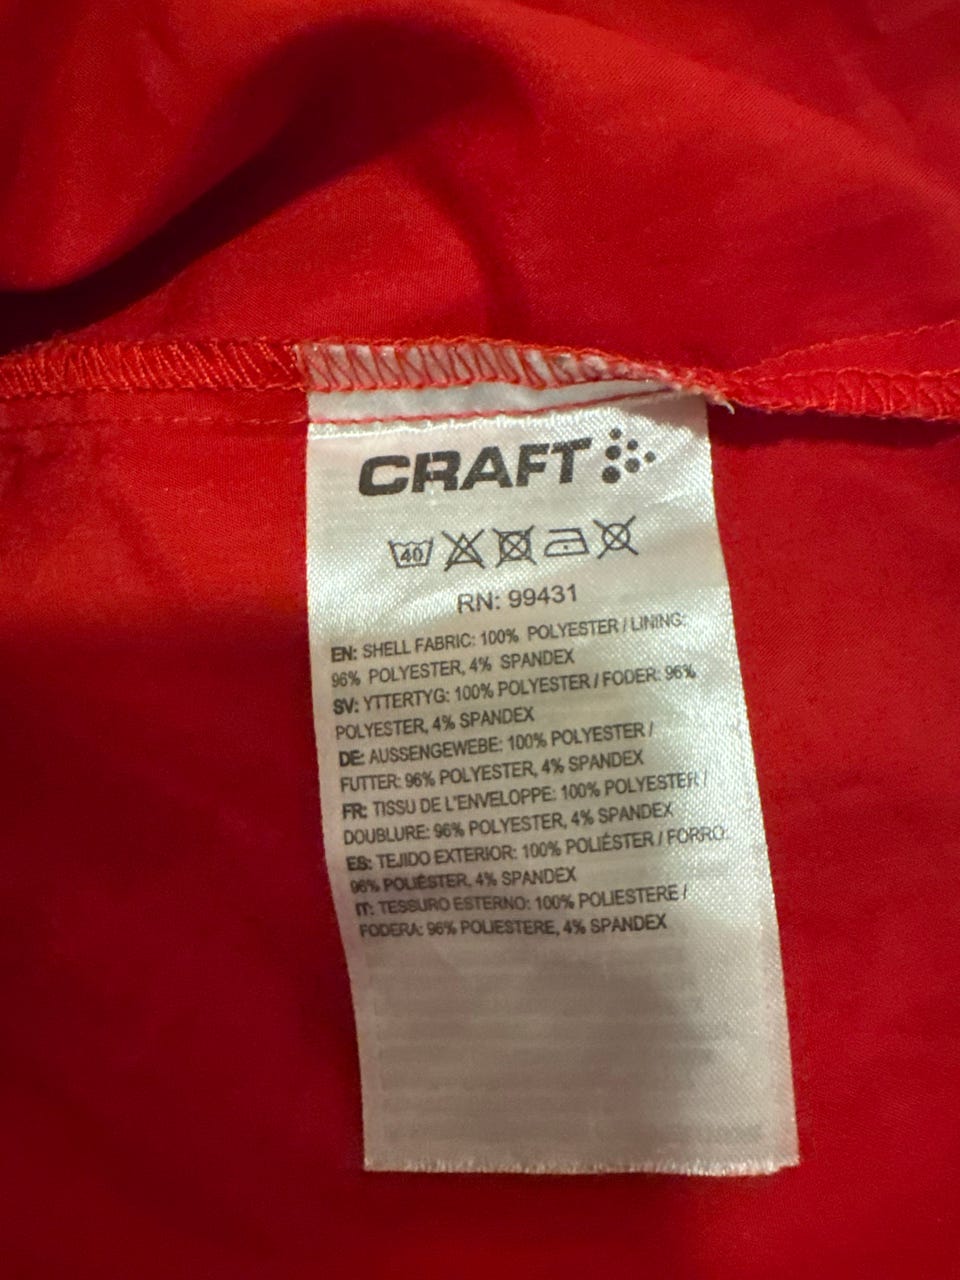 CRAFT
40
RN: 99431
EN: SHELL FABRIC: 100% POLYESTER / LINING:
96% POLYESTER, 4% SPANDEX
SV: YTTERTYG: 100% POLYESTER / FODER: 96%
POLYESTER, 4% SPANDEX
DE: AUSSENGEWEBE: 100% POLYESTER /
FUTTER: 96% POLYESTER, 4% SPANDEX
FR: TISSU DE L'ENVELOPPE: 100% POLYESTER /
DOUBLURE: 96% POLYESTER, 4% SPANDEX
ES: TEJIDO EXTERIOR: 100% POLIÉSTER / FORRO:
96% POLIÉSTER, 4% SPANDEX
IT: TESSURO ESTERNO: 100% POLIESTERE /
FODERA: 96% POLIESTERE, 4% SPANDEX